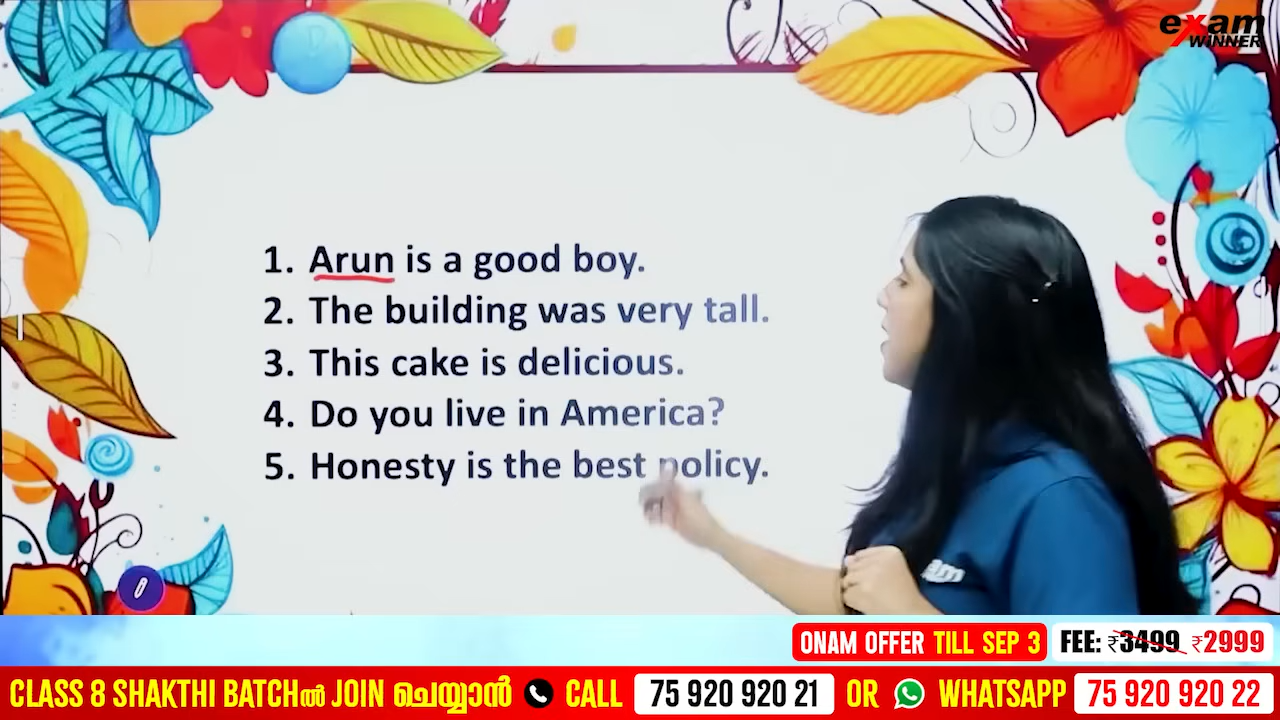 exam
WINNER
1. Arun is a good boy.
2. The building was very tall.
3. This cake is delicious.
4. Do you live in America?
5. Honesty is the best policy.
am
ONAM OFFER TILL SEP 3 FEE: ₹3499 ₹2999
CLASS 8 SHAKTHI BATCHൽ JOIN ചെയ്യാൻ CALL 75 920 920 21 OR WHATSAPP 75 920 920 22